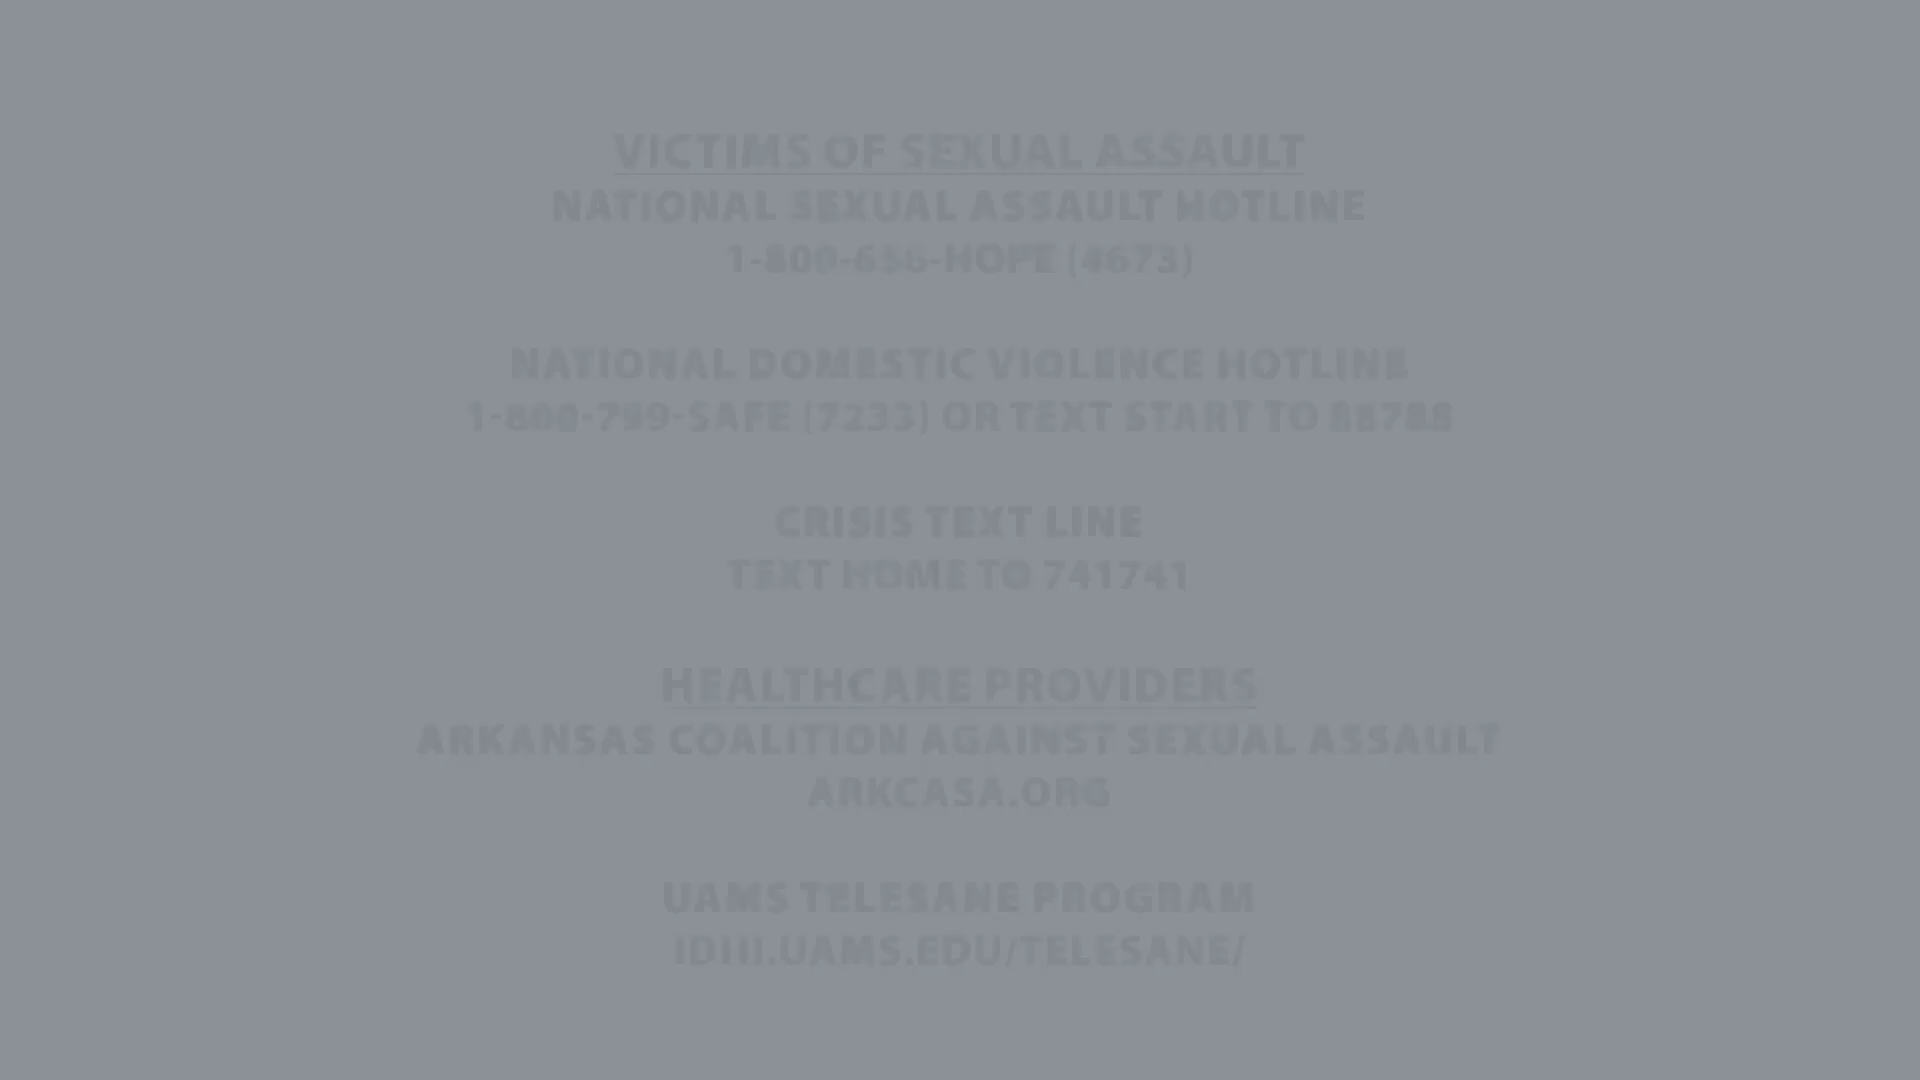 VICTIMS OF SEXUAL ASSAULT
NATIONAL SEXUAL ASSAULT HOTLINE
1-800-656-HOPE (4673)
NATIONAL DOMESTIC VIOLENCE HOTLINE
1-800-799-SAFE (7233) OR TEXT START TO 88788
CRISIS TEXT LINE
TEXT HOME TO 741741
HEALTHCARE PROVIDERS
ARKANSAS COALITION AGAINST SEXUAL ASSAULT
ARKCASA.ORG
UAMS TELESANE PROGRAM
IDHI.UAMS.EDU/TELESANE/